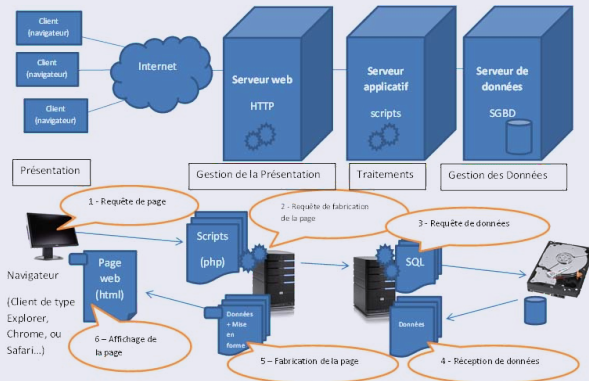 Client
(navigateur)
Client
(navigateur)
Client
(navigateur)
Internet
Serveur web
HTTP
Serveur
applicatif
scripts
Serveur de
données
SGBD
Présentation
Gestion de la Présentation
Traitements
Gestion des Données
1 - Requête de page
2 - Requête de fabrication
de la page
3 - Requête de données
Scripts
(php)
SQL
Navigateur
(Client de type
Explorer,
Chrome, ou
Safari...)
Page
web
(html)
Données
+ Mise
en
forme
Données
6 – Affichage de
la page
5 – Fabrication de la page
4 - Réception de données